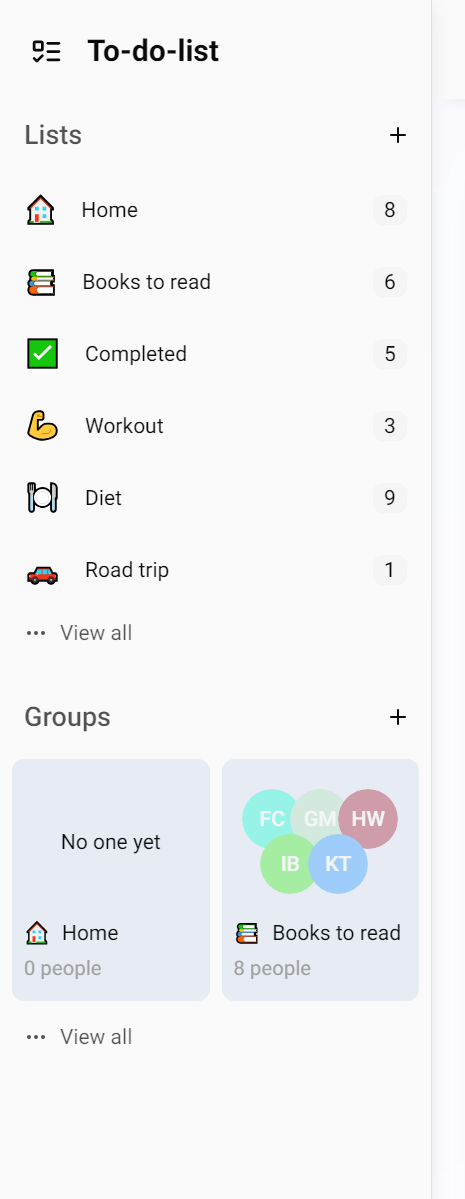 To-do-list
Lists
Home 8
Books to read 6
Completed 5
Workout 3
Diet 9
Road trip 1
View all
Groups
No one yet
FC GM HW
IB KT
Home
0 people
Books to read
8 people
View all